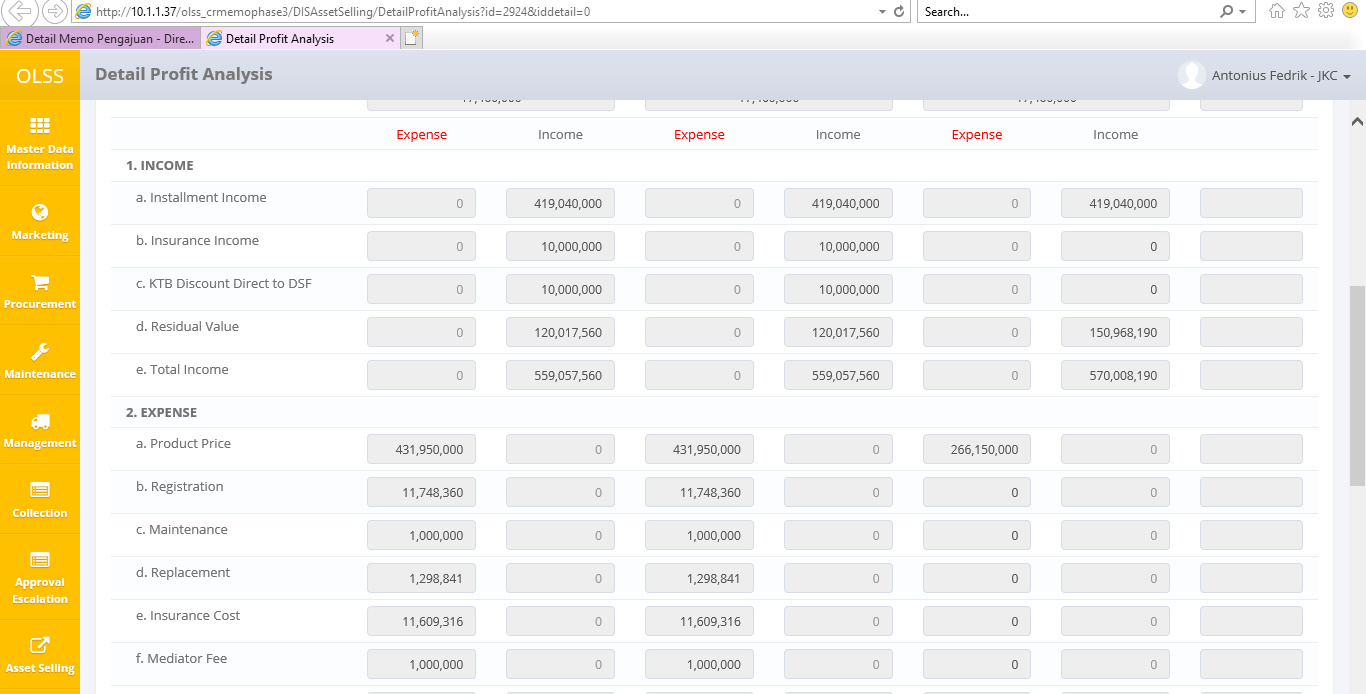 http://10.1.1.37/olss_crmemophase3/DISAssetSelling/DetailProfitAnalysis?id=2924&iddetail=0 Search...
Detail Memo Pengajuan - Dire... Detail Profit Analysis
OLSS Detail Profit Analysis Antonius Fedrik - JKC
Master Data
Information
Marketing
Procurement
Maintenance
Management
Collection
Approval
Escalation
Asset Selling
Expense Income Expense Income Expense Income
1. INCOME
a. Installment Income 0 419,040,000 0 419,040,000 0 419,040,000
b. Insurance Income 0 10,000,000 0 10,000,000 0 0
c. KTB Discount Direct to DSF 0 10,000,000 0 10,000,000 0 0
d. Residual Value 0 120,017,560 0 120,017,560 0 150,968,190
e. Total Income 0 559,057,560 0 559,057,560 0 570,008,190
2. EXPENSE
a. Product Price 431,950,000 0 431,950,000 0 266,150,000 0
b. Registration 11,748,360 0 11,748,360 0 0 0
c. Maintenance 1,000,000 0 1,000,000 0 0 0
d. Replacement 1,298,841 0 1,298,841 0 0 0
e. Insurance Cost 11,609,316 0 11,609,316 0 0 0
f. Mediator Fee 1,000,000 0 1,000,000 0 0 0